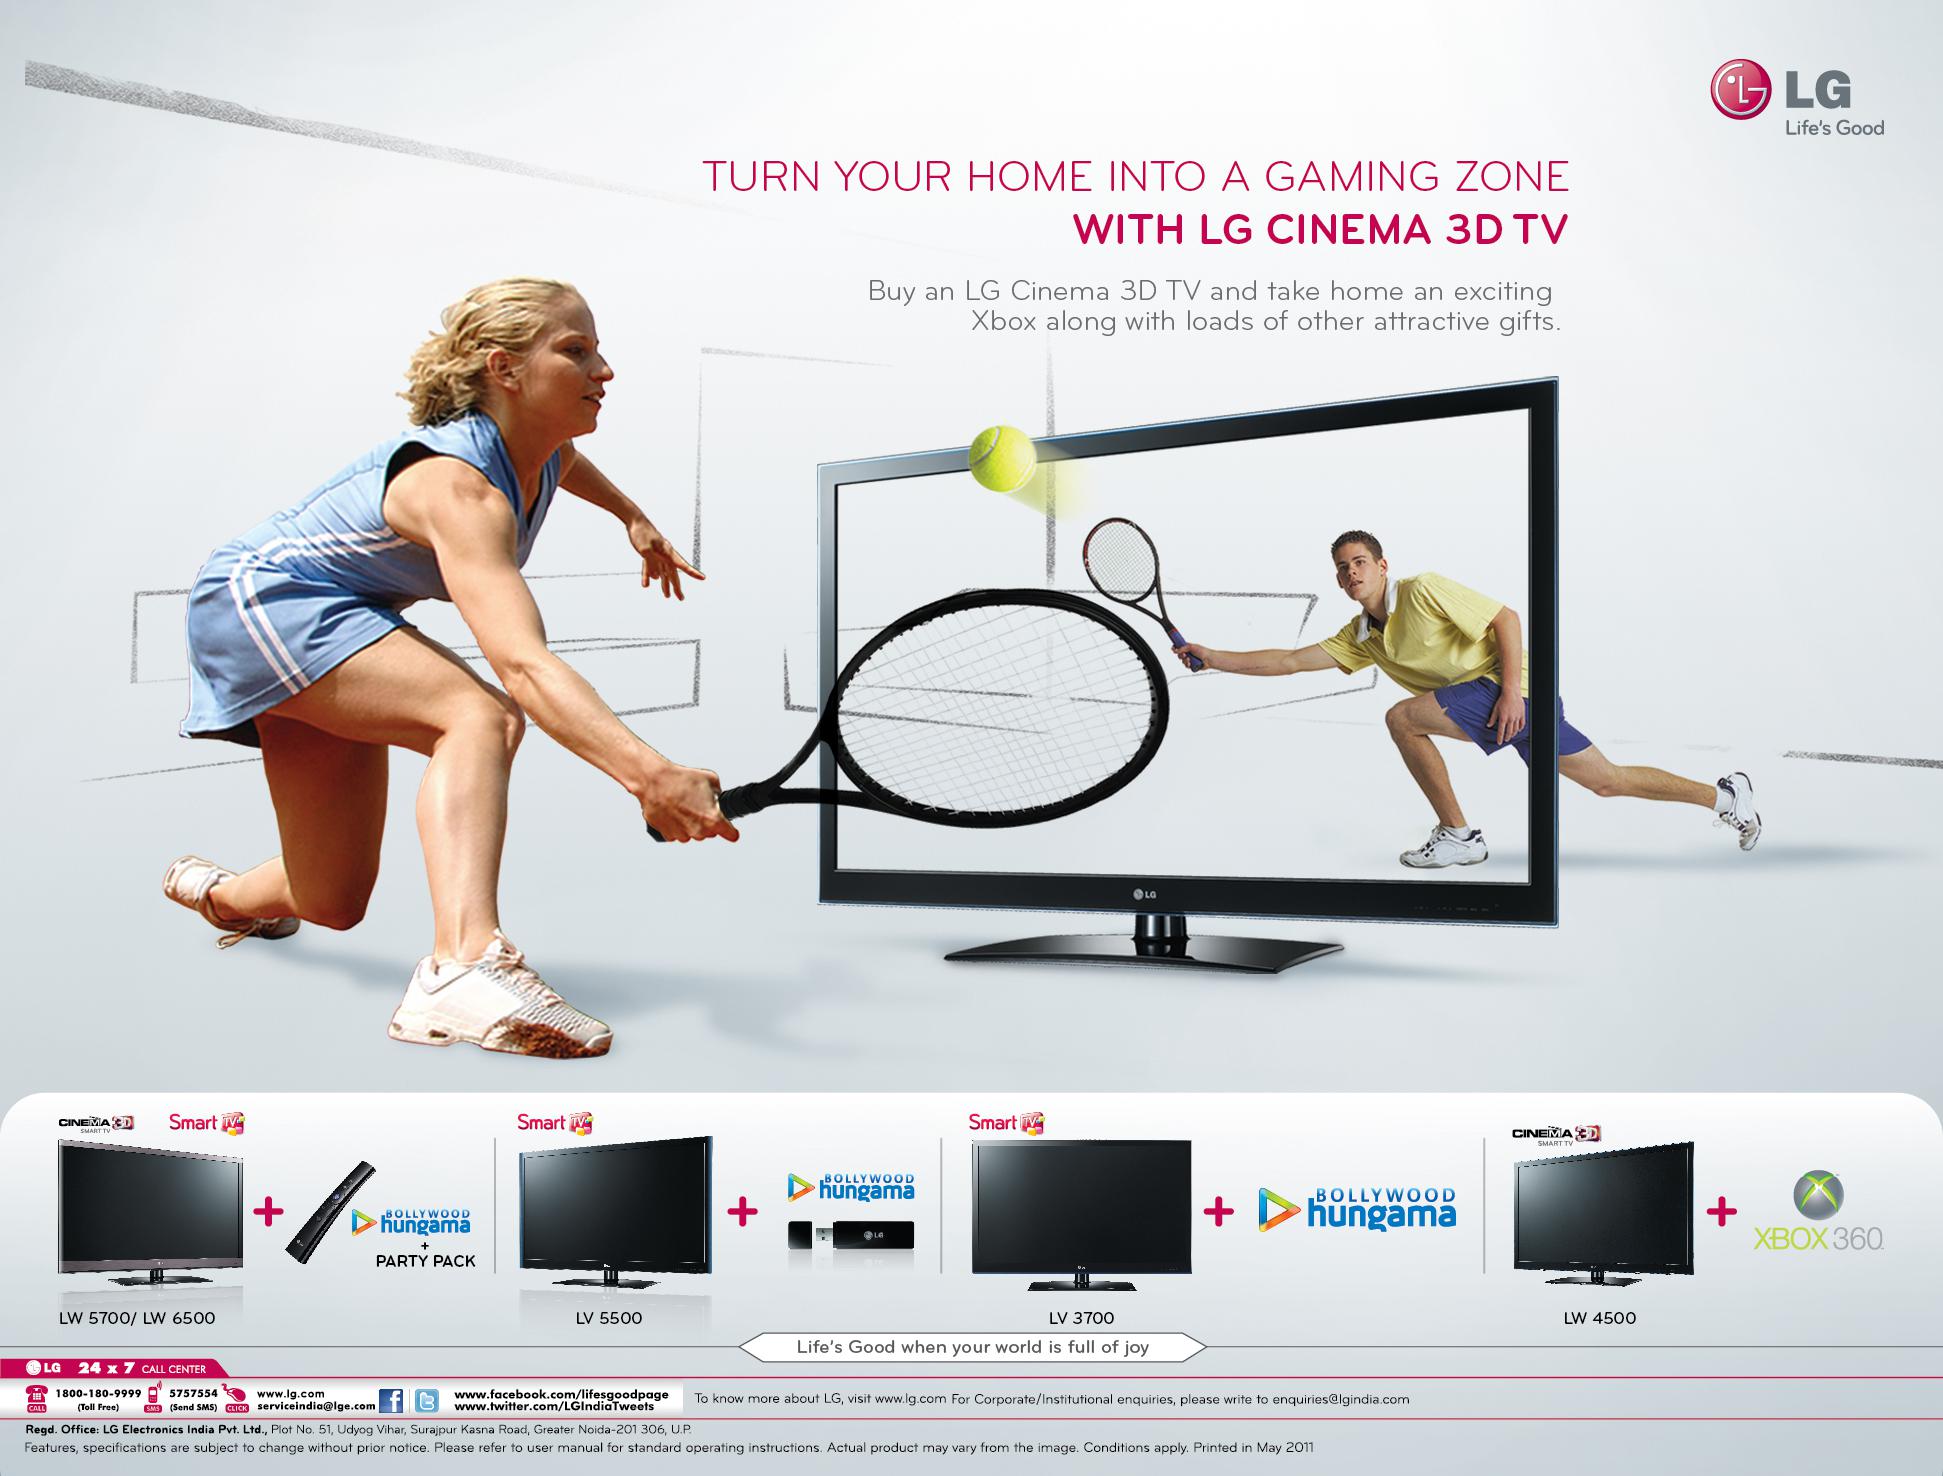 LG
Life's Good
TURN YOUR HOME INTO A GAMING ZONE
WITH LG CINEMA 3D TV
Buy an LG Cinema 3D TV and take home an exciting
Xbox along with loads of other attractive gifts.
LG
CINEMA 3D
SMART TV
Smart TV
BOLLYWOOD
hungama
+
PARTY PACK
LW 5700/ LW 6500
+
Smart TV
+
BOLLYWOOD
hungama
LG
LV 5500
Smart TV
+
BOLLYWOOD
hungama
LV 3700
CINEMA 3D
SMART TV
+
XBOX 360
LW 4500
Life's Good when your world is full of joy
LG 24 x 7 CALL CENTER
CALL 1800-180-9999 (Toll Free)
SMS 5757554 (Send SMS)
CLICK www.lg.com serviceindia@lge.com
www.facebook.com/lifesgoodpage
www.twitter.com/LGIndiaTweets
To know more about LG, visit www.lg.com For Corporate/Institutional enquiries, please write to enquiries@lgindia.com
Regd. Office: LG Electronics India Pvt. Ltd., Plot No. 51, Udyog Vihar, Surajpur Kasna Road, Greater Noida-201 306, U.P.
Features, specifications are subject to change without prior notice. Please refer to user manual for standard operating instructions. Actual product may vary from the image. Conditions apply. Printed in May 2011